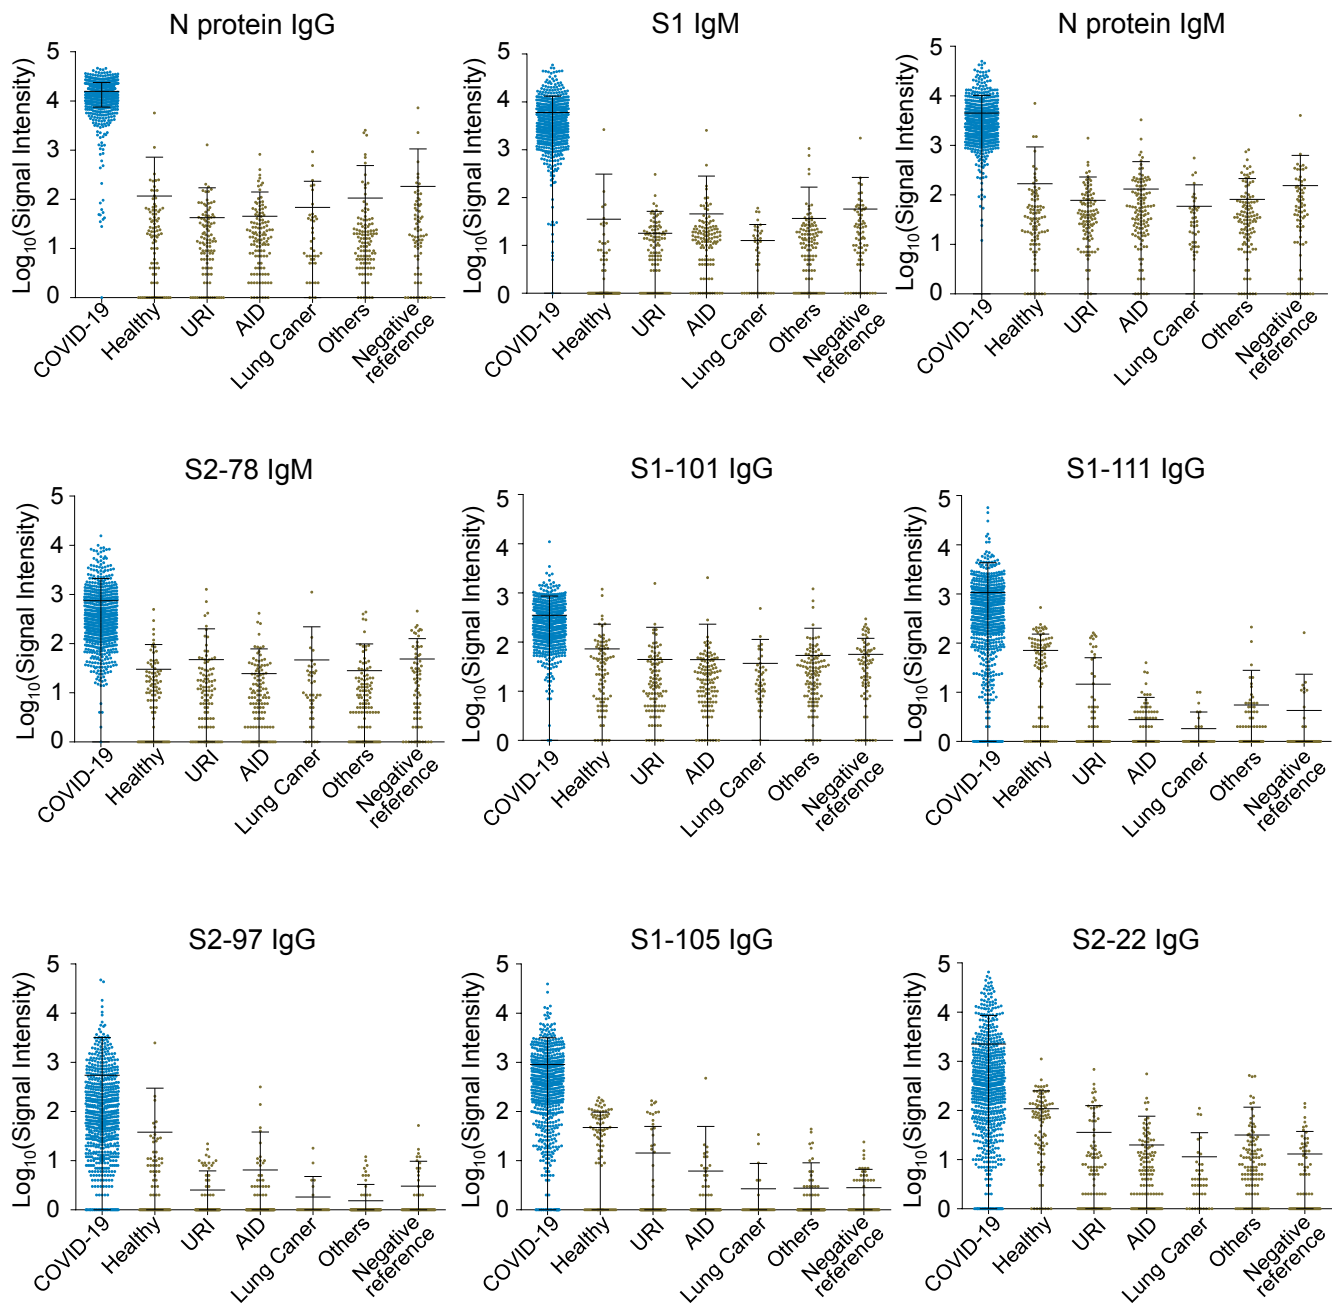 N protein IgG
Log10(Signal Intensity)
5
4
3
2
1
0
COVID-19
Healthy
URI
AID
Lung Caner
Others
Negative
reference
S1 IgM
Log10(Signal Intensity)
5
4
3
2
1
0
COVID-19
Healthy
URI
AID
Lung Caner
Others
Negative
reference
N protein IgM
Log10(Signal Intensity)
5
4
3
2
1
0
COVID-19
Healthy
URI
AID
Lung Caner
Others
Negative
reference
S2-78 IgM
Log10(Signal Intensity)
5
4
3
2
1
0
COVID-19
Healthy
URI
AID
Lung Caner
Others
Negative
reference
S1-101 IgG
Log10(Signal Intensity)
5
4
3
2
1
0
COVID-19
Healthy
URI
AID
Lung Caner
Others
Negative
reference
S1-111 IgG
Log10(Signal Intensity)
5
4
3
2
1
0
COVID-19
Healthy
URI
AID
Lung Caner
Others
Negative
reference
S2-97 IgG
Log10(Signal Intensity)
5
4
3
2
1
0
COVID-19
Healthy
URI
AID
Lung Caner
Others
Negative
reference
S1-105 IgG
Log10(Signal Intensity)
5
4
3
2
1
0
COVID-19
Healthy
URI
AID
Lung Caner
Others
Negative
reference
S2-22 IgG
Log10(Signal Intensity)
5
4
3
2
1
0
COVID-19
Healthy
URI
AID
Lung Caner
Others
Negative
reference